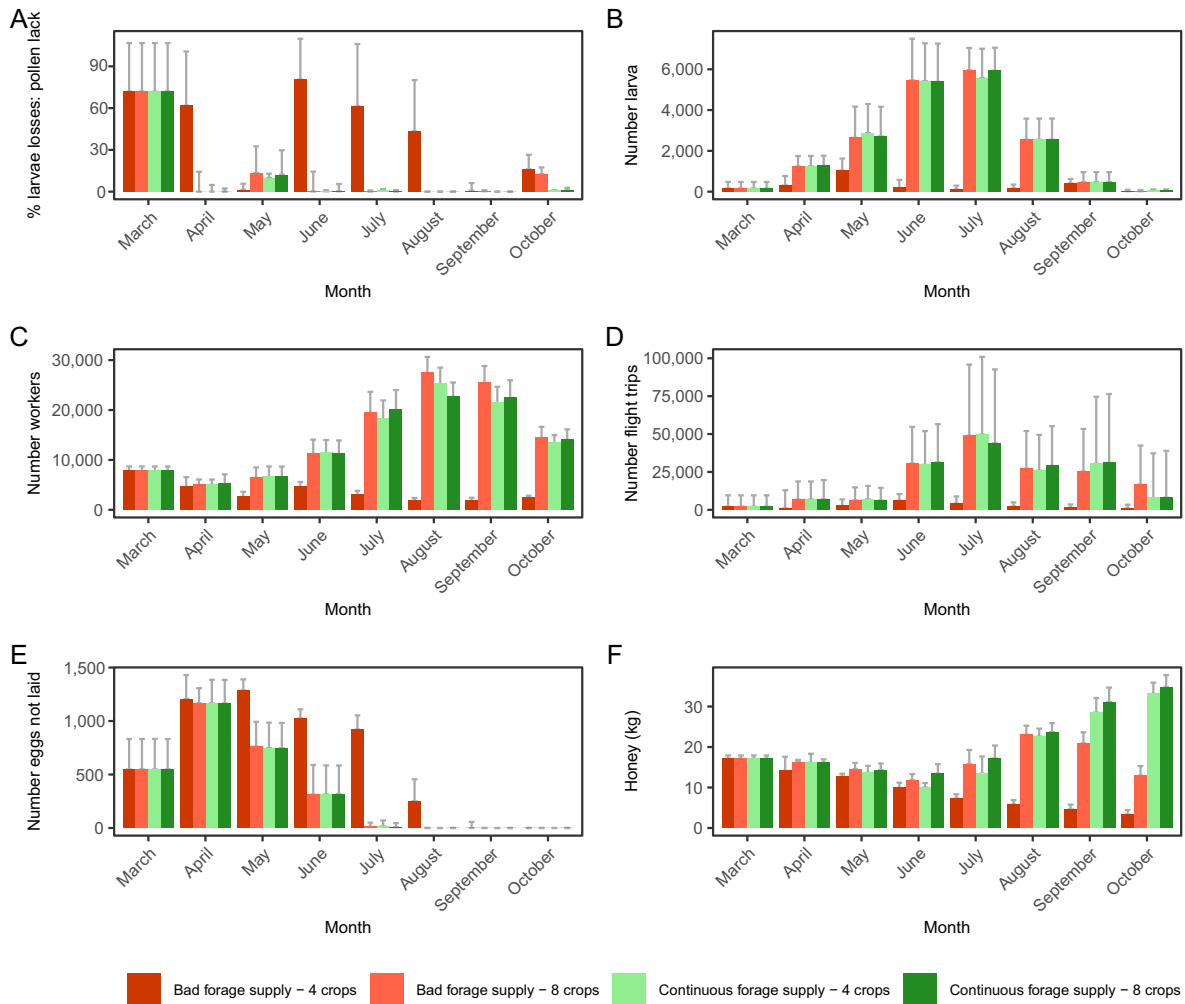 A
% larvae losses: pollen lack
90
60
30
0
March
April
May
June
July
August
September
October
Month
B
Number larva
6,000
4,000
2,000
0
March
April
May
June
July
August
September
October
Month
C
Number workers
30,000
20,000
10,000
0
March
April
May
June
July
August
September
October
Month
D
Number flight trips
100,000
75,000
50,000
25,000
0
March
April
May
June
July
August
September
October
Month
E
Number eggs not laid
1,500
1,000
500
0
March
April
May
June
July
August
September
October
Month
F
Honey (kg)
30
20
10
0
March
April
May
June
July
August
September
October
Month
Bad forage supply − 4 crops
Bad forage supply − 8 crops
Continuous forage supply − 4 crops
Continuous forage supply − 8 crops